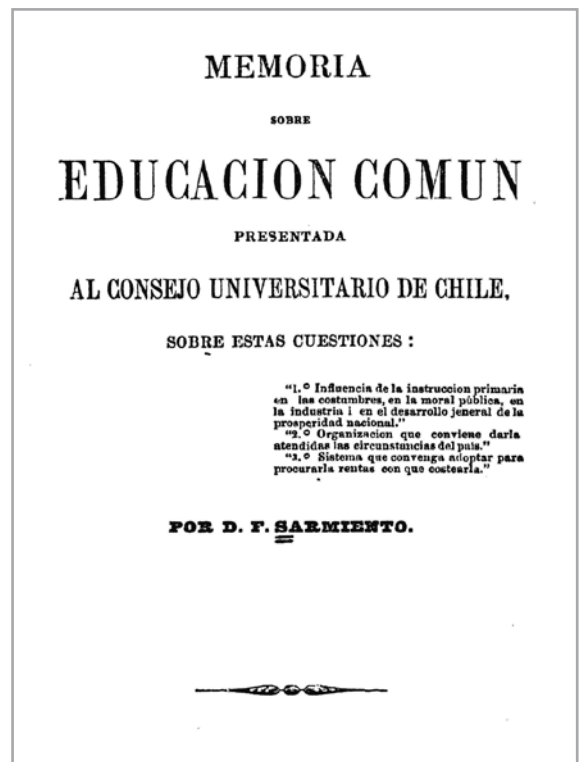 MEMORIA
SOBRE
EDUCACION COMUN
PRESENTADA
AL CONSEJO UNIVERSITARIO DE CHILE,
SOBRE ESTAS CUESTIONES :
“1.º Influencia de la instruccion primaria
en las costumbres, en la moral pública, en
la industria i en el desarrollo jeneral de la
prosperidad nacional.”
“2.º Organizacion que conviene darla
atendidas las circunstancias del pais.”
“3.º Sistema que convenga adoptar para
procurarla rentas con que costearla.”
POR D. F. SARMIENTO.